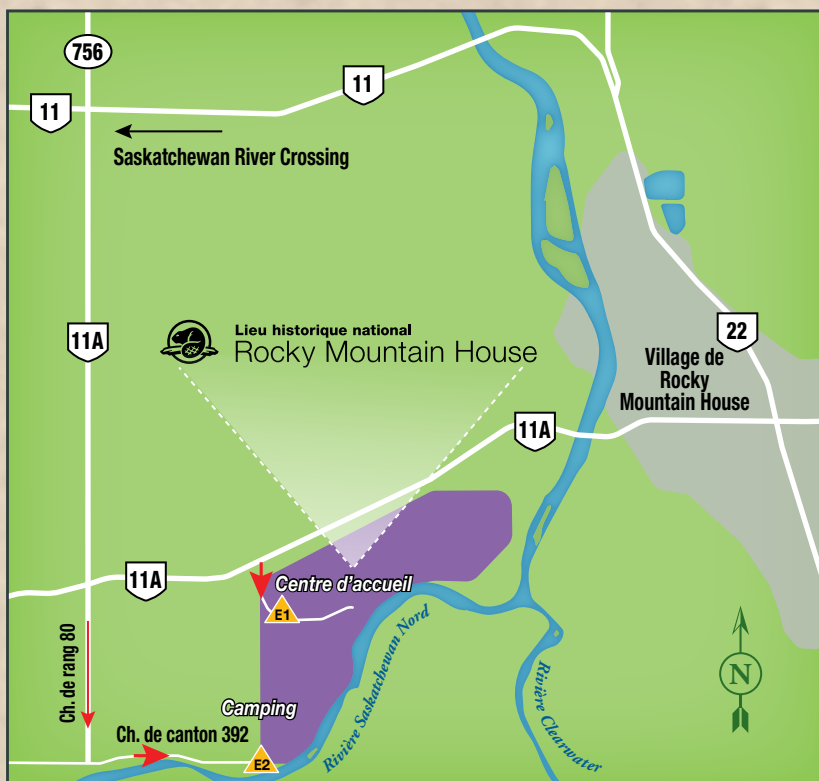 756
11
11
Saskatchewan River Crossing
11A
Lieu historique national
Rocky Mountain House
22
Village de
Rocky
Mountain House
11A
11A
Centre d'accueil
E1
Ch. de rang 80
Camping
Ch. de canton 392
E2
Rivière Saskatchewan Nord
Rivière Clearwater
N